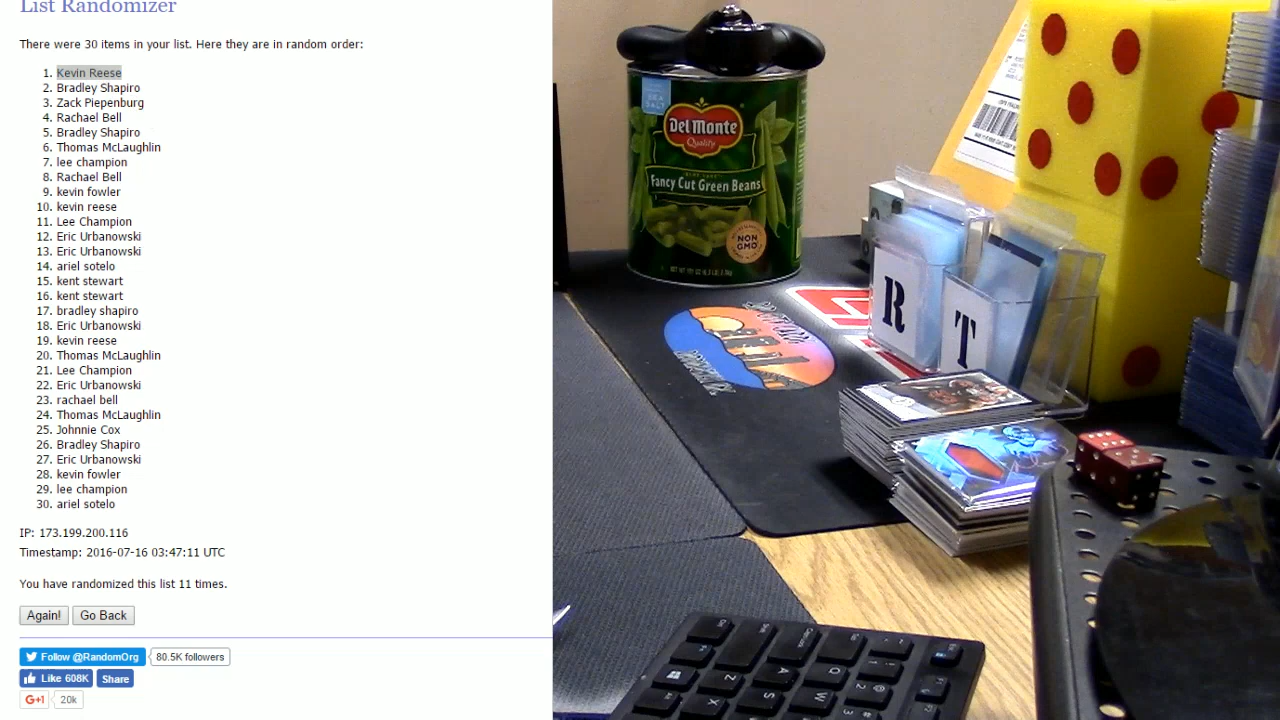 List Randomizer
There were 30 items in your list. Here they are in random order:
1. Kevin Reese
2. Bradley Shapiro
3. Zack Piepenburg
4. Rachael Bell
5. Bradley Shapiro
6. Thomas McLaughlin
7. lee champion
8. Rachael Bell
9. kevin fowler
10. kevin reese
11. Lee Champion
12. Eric Urbanowski
13. Eric Urbanowski
14. ariel sotelo
15. kent stewart
16. kent stewart
17. bradley shapiro
18. Eric Urbanowski
19. kevin reese
20. Thomas McLaughlin
21. Lee Champion
22. Eric Urbanowski
23. rachael bell
24. Thomas McLaughlin
25. Johnnie Cox
26. Bradley Shapiro
27. Eric Urbanowski
28. kevin fowler
29. lee champion
30. ariel sotelo
IP: 173.199.200.116
Timestamp: 2016-07-16 03:47:11 UTC
You have randomized this list 11 times.
Again! Go Back
Follow @RandomOrg 80.5K followers
Like 608K Share
G+1 20k
SEA
SALT
Del Monte
Quality
Fancy Cut Green Beans
NON
GMO
R
T